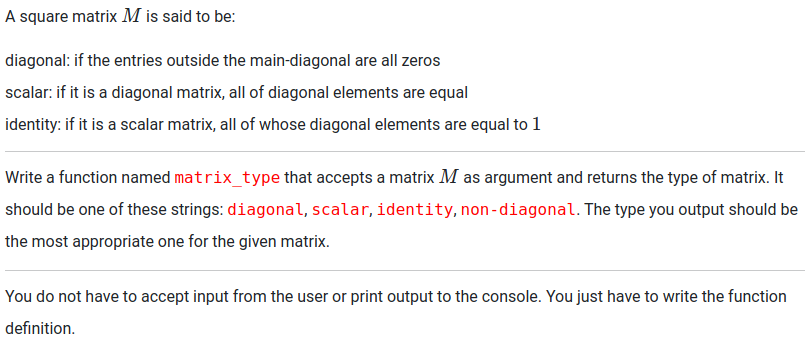 A square matrix M is said to be:
diagonal: if the entries outside the main-diagonal are all zeros
scalar: if it is a diagonal matrix, all of diagonal elements are equal
identity: if it is a scalar matrix, all of whose diagonal elements are equal to 1
Write a function named matrix_type that accepts a matrix M as argument and returns the type of matrix. It
should be one of these strings: diagonal, scalar, identity, non-diagonal. The type you output should be
the most appropriate one for the given matrix.
You do not have to accept input from the user or print output to the console. You just have to write the function
definition.